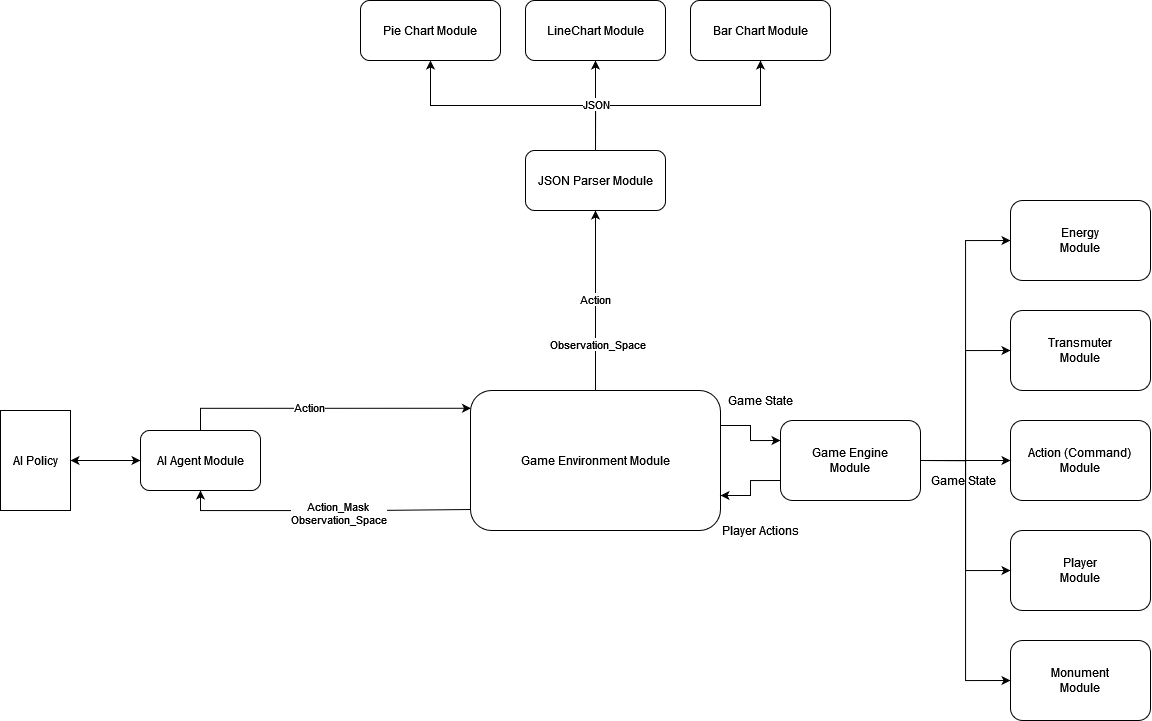 Pie Chart Module
LineChart Module
Bar Chart Module
JSON
JSON Parser Module
Energy
Module
Action
Transmuter
Module
Observation_Space
Game State
Action
AI Policy
AI Agent Module
Game Environment Module
Game Engine
Module
Action (Command)
Module
Game State
Action_Mask
Observation_Space
Player Actions
Player
Module
Monument
Module